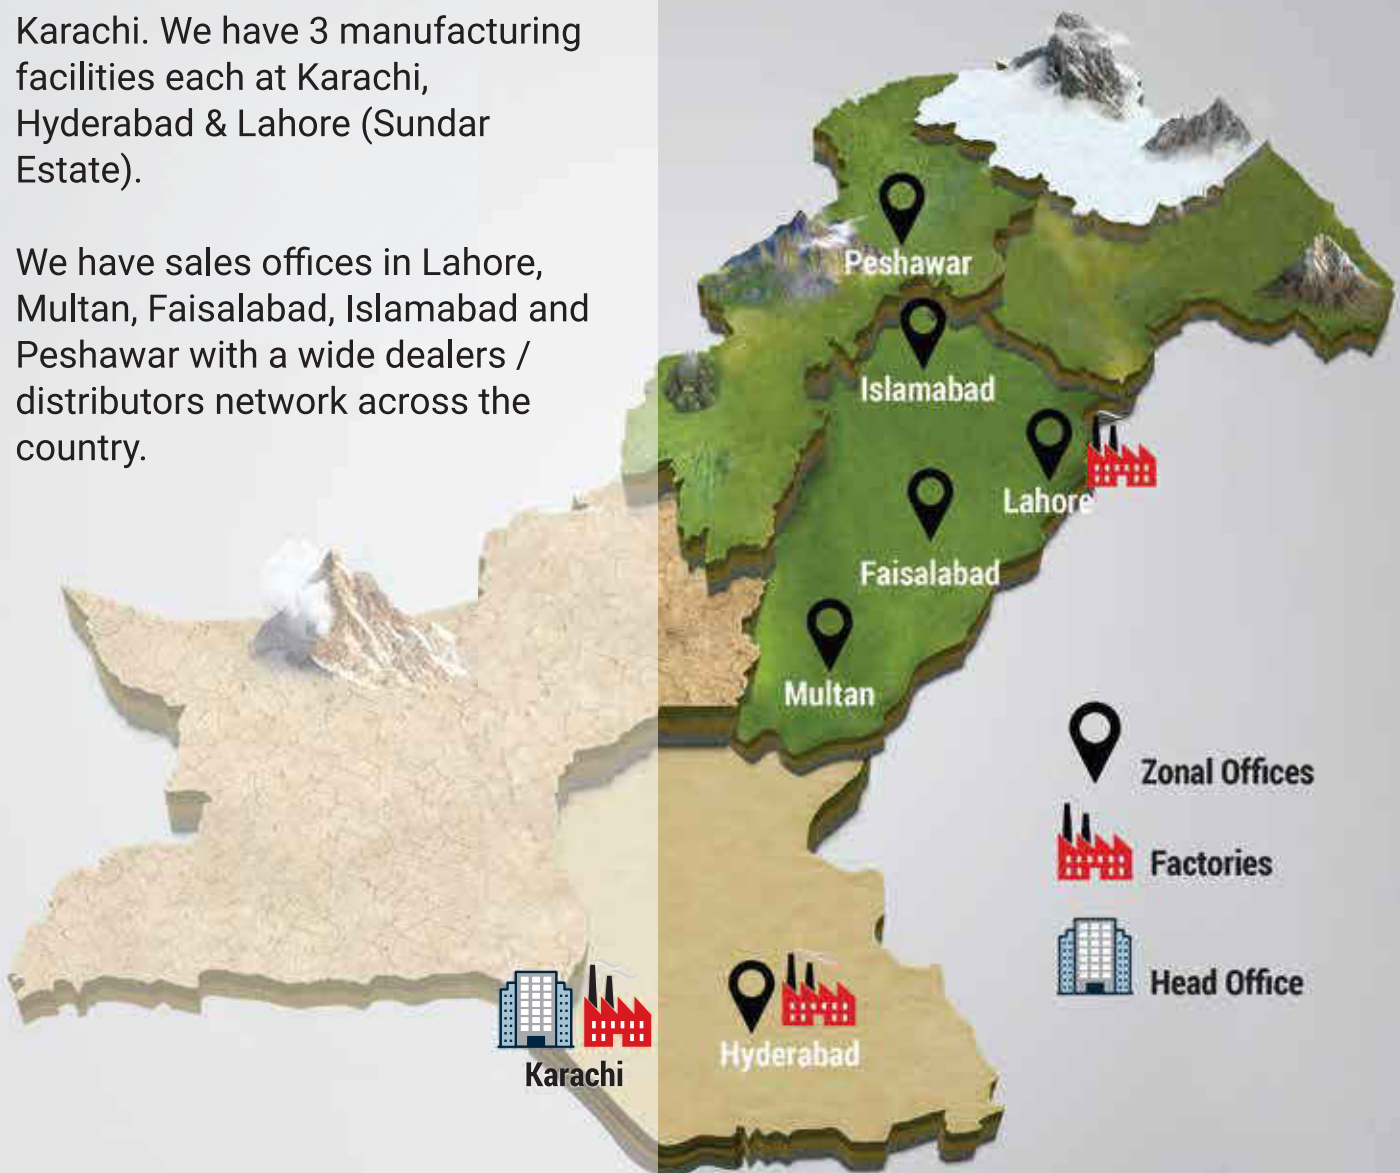 Karachi. We have 3 manufacturing
facilities each at Karachi,
Hyderabad & Lahore (Sundar
Estate).
We have sales offices in Lahore,
Multan, Faisalabad, Islamabad and
Peshawar with a wide dealers /
distributors network across the
country.
Peshawar
Islamabad
Lahore
Faisalabad
Multan
Zonal Offices
Factories
Head Office
Hyderabad
Karachi